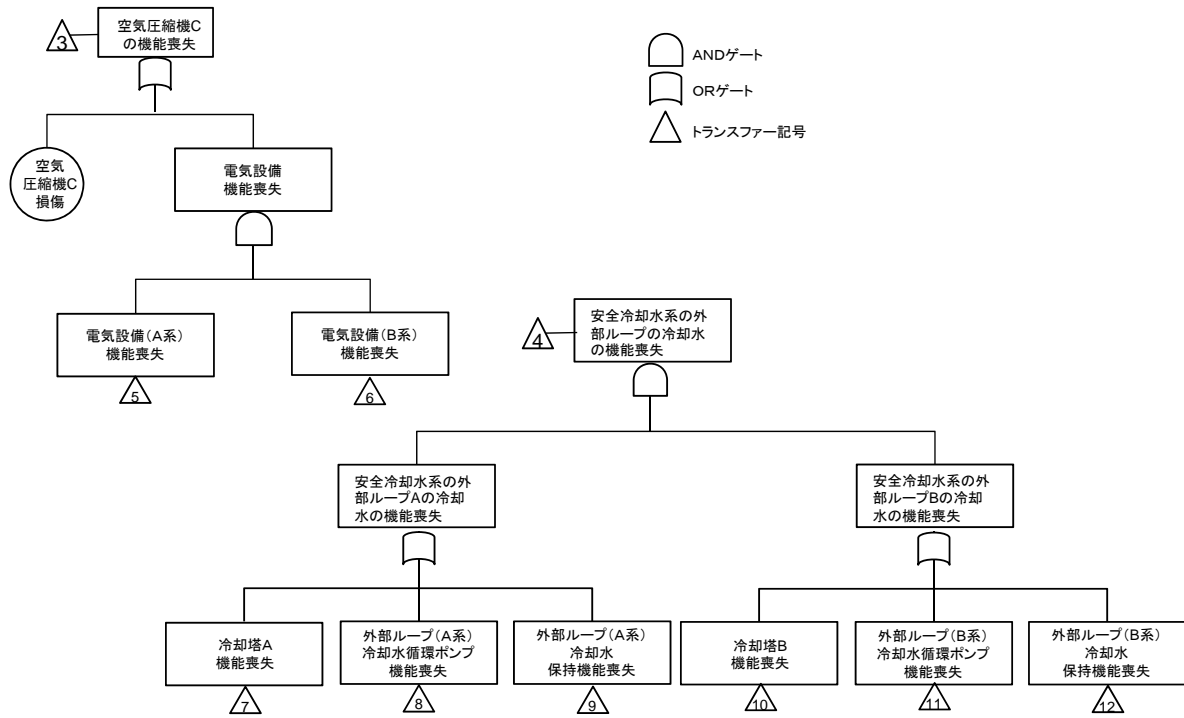 3
空気圧縮機C
の機能喪失
ANDゲート
ORゲート
トランスファー記号
空気
圧縮機C
損傷
電気設備
機能喪失
電気設備(A系)
機能喪失
5
電気設備(B系)
機能喪失
6
4
安全冷却水系の外
部ループの冷却水
の機能喪失
安全冷却水系の外
部ループAの冷却
水の機能喪失
安全冷却水系の外
部ループBの冷却
水の機能喪失
冷却塔A
機能喪失
7
外部ループ(A系)
冷却水循環ポンプ
機能喪失
8
外部ループ(A系)
冷却水
保持機能喪失
9
冷却塔B
機能喪失
10
外部ループ(B系)
冷却水循環ポンプ
機能喪失
11
外部ループ(B系)
冷却水
保持機能喪失
12